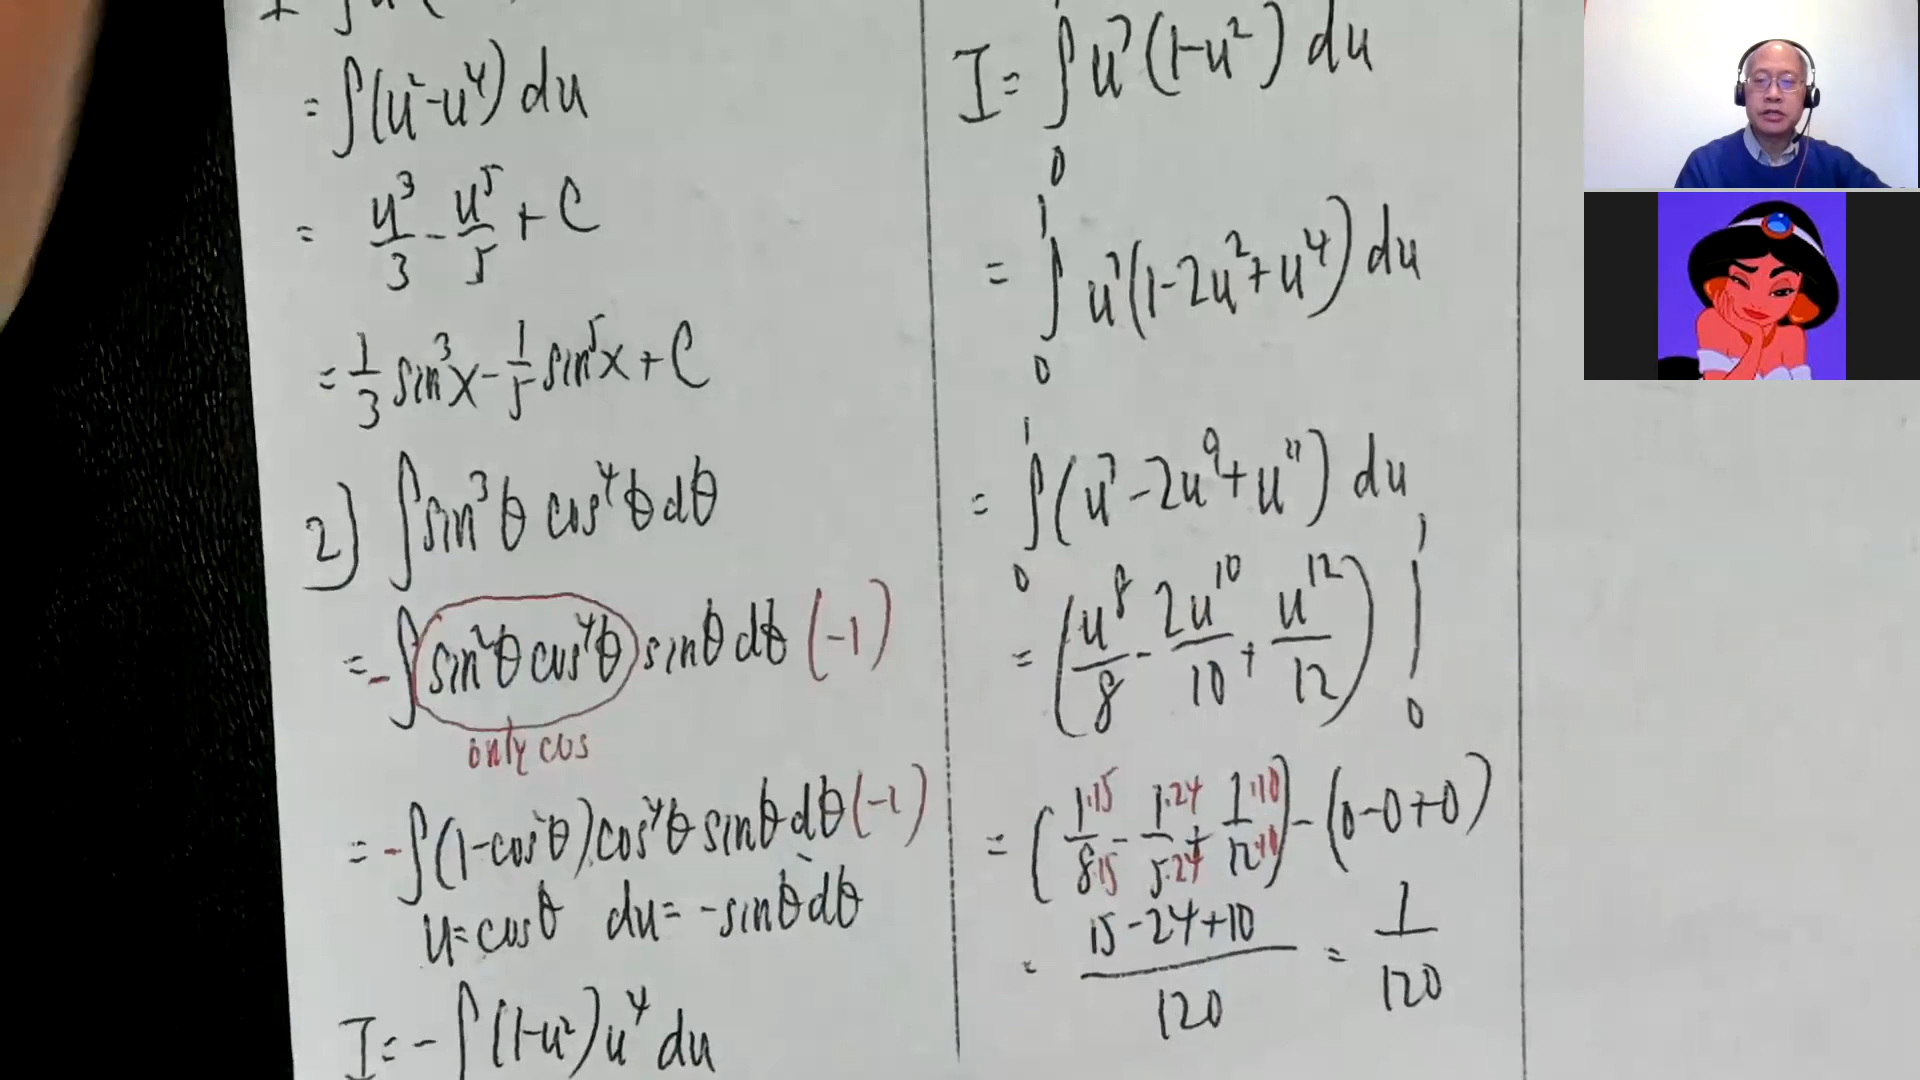 = ∫(u²-u⁴) du
= u³/3 - u⁵/5 + C
= 1/3 sin³x - 1/5 sin⁵x + C
2) ∫sin³θ cos⁴θ dθ
= -∫ sin²θ cos⁴θ sinθ dθ (-1)
only cos
= -∫(1-cos²θ) cos⁴θ sinθ dθ (-1)
u = cosθ du = -sinθ dθ
I = -∫(1-u²)u⁴ du
I = ∫₀¹ u⁷(1-u²) du
= ∫₀¹ u⁷(1-2u²+u⁴) du
= ∫₀¹ (u⁷-2u⁹+u¹¹) du
= (u⁸/8 - 2u¹⁰/10 + u¹²/12) |₀¹
= (1·15/8·15 - 1·24/5·24 + 1·10/12·10) - (0-0+0)
= 15-24+10/120 = 1/120